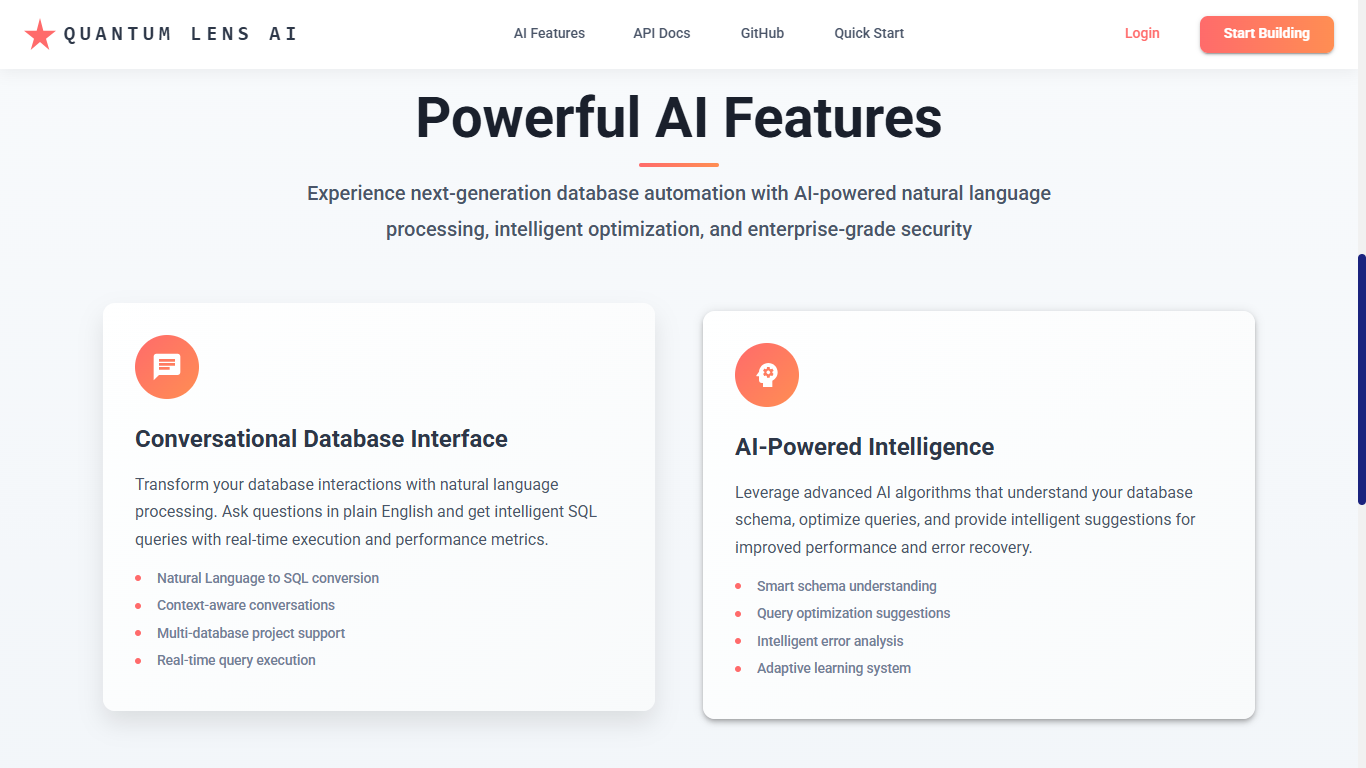 QUANTUM LENS AI
AI Features
API Docs
GitHub
Quick Start
Login
Start Building
Powerful AI Features
Experience next-generation database automation with AI-powered natural language
processing, intelligent optimization, and enterprise-grade security
Conversational Database Interface
Transform your database interactions with natural language
processing. Ask questions in plain English and get intelligent SQL
queries with real-time execution and performance metrics.
Natural Language to SQL conversion
Context-aware conversations
Multi-database project support
Real-time query execution
AI-Powered Intelligence
Leverage advanced AI algorithms that understand your database
schema, optimize queries, and provide intelligent suggestions for
improved performance and error recovery.
Smart schema understanding
Query optimization suggestions
Intelligent error analysis
Adaptive learning system